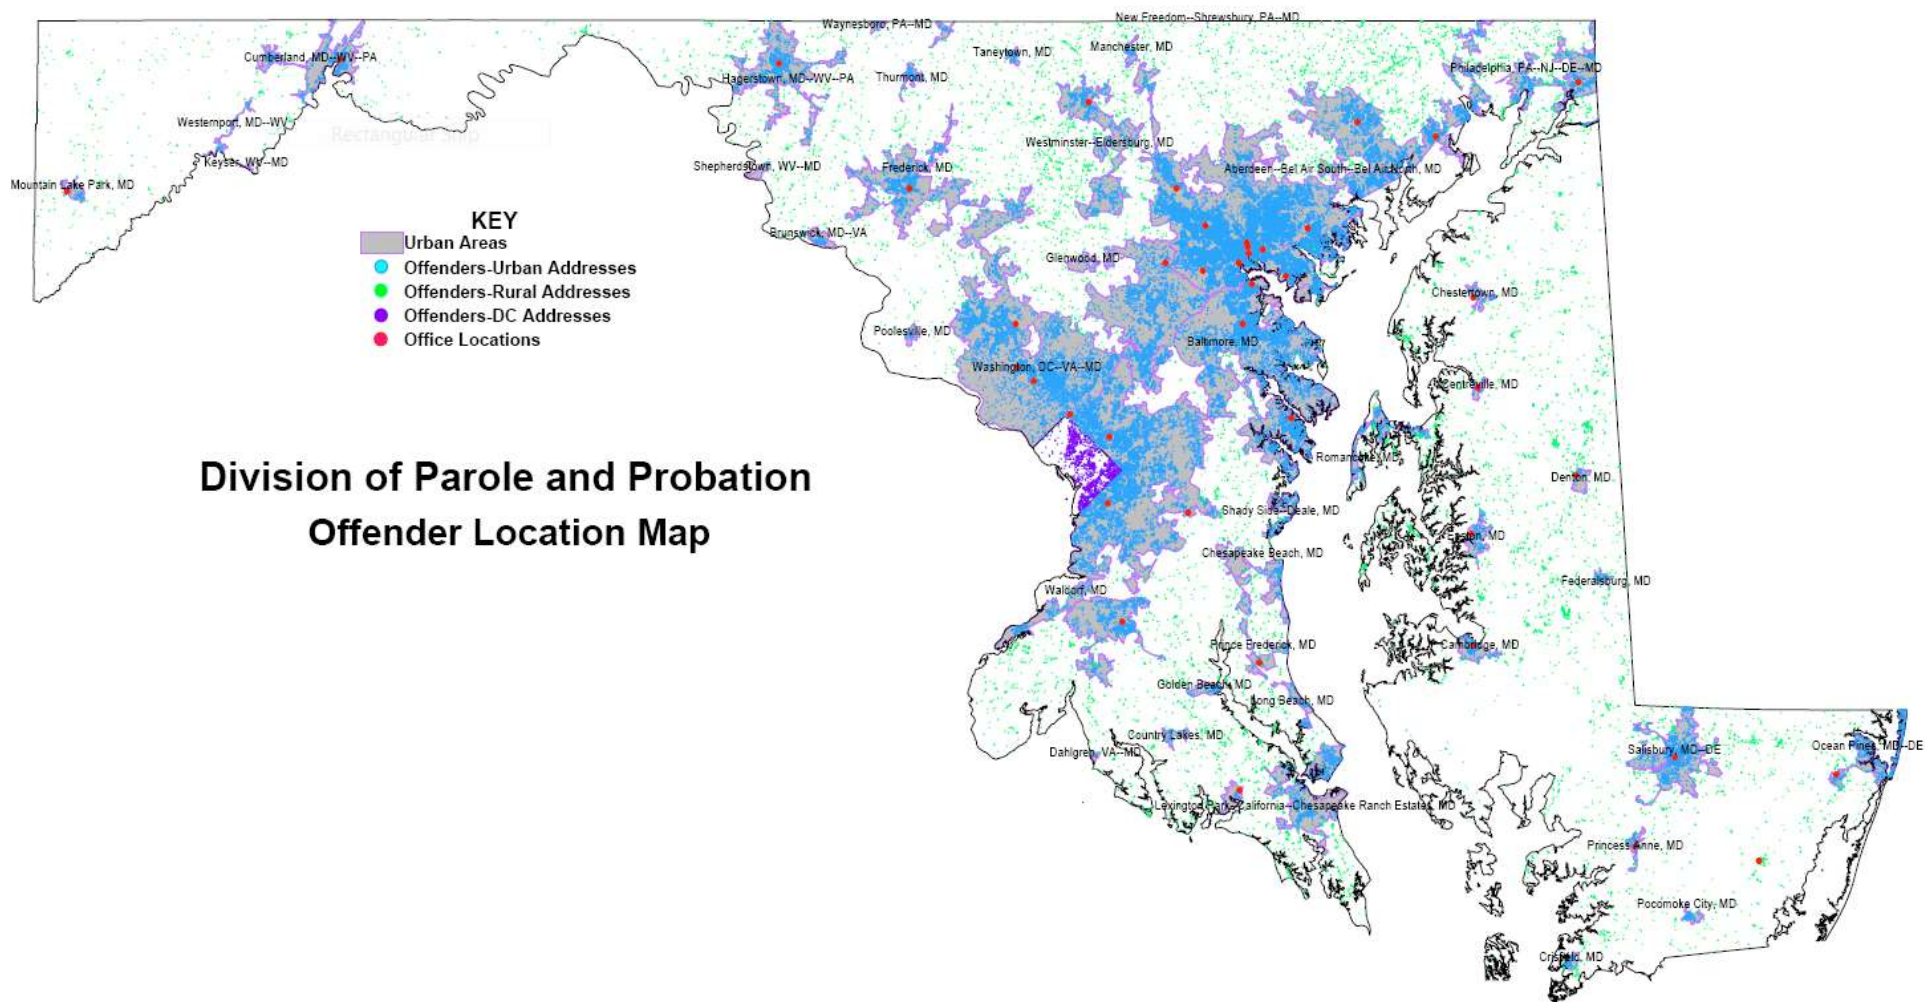 Waynesboro, PA--MD
New Freedom--Shrewsbury, PA--MD
Cumberland, MD--WV--PA
Taneytown, MD
Manchester, MD
Hagerstown, MD--WV--PA
Thurmont, MD
Philadelphia, PA--NJ--DE--MD
Westernport, MD--WV
Rectangular Snip
Westminster--Eldersburg, MD
Keyser, WV--MD
Shepherdstown, WV--MD
Frederick, MD
Aberdeen--Bel Air South--Bel Air North, MD
Mountain Lake Park, MD
KEY
Urban Areas
Offenders-Urban Addresses
Offenders-Rural Addresses
Offenders-DC Addresses
Office Locations
Brunswick, MD--VA
Glenwood, MD
Chestertown, MD
Poolesville, MD
Baltimore, MD
Washington, DC--VA--MD
Centreville, MD
Division of Parole and Probation
Offender Location Map
Romancoke, MD
Denton, MD
Shady Side--Deale, MD
Easton, MD
Chesapeake Beach, MD
Federalsburg, MD
Waldorf, MD
Prince Frederick, MD
Cambridge, MD
Golden Beach, MD
Long Beach, MD
Country Lakes, MD
Dahlgren, VA--MD
Salisbury, MD--DE
Ocean Pines, MD--DE
Lexington Park--California--Chesapeake Ranch Estates, MD
Princess Anne, MD
Pocomoke City, MD
Crisfield, MD